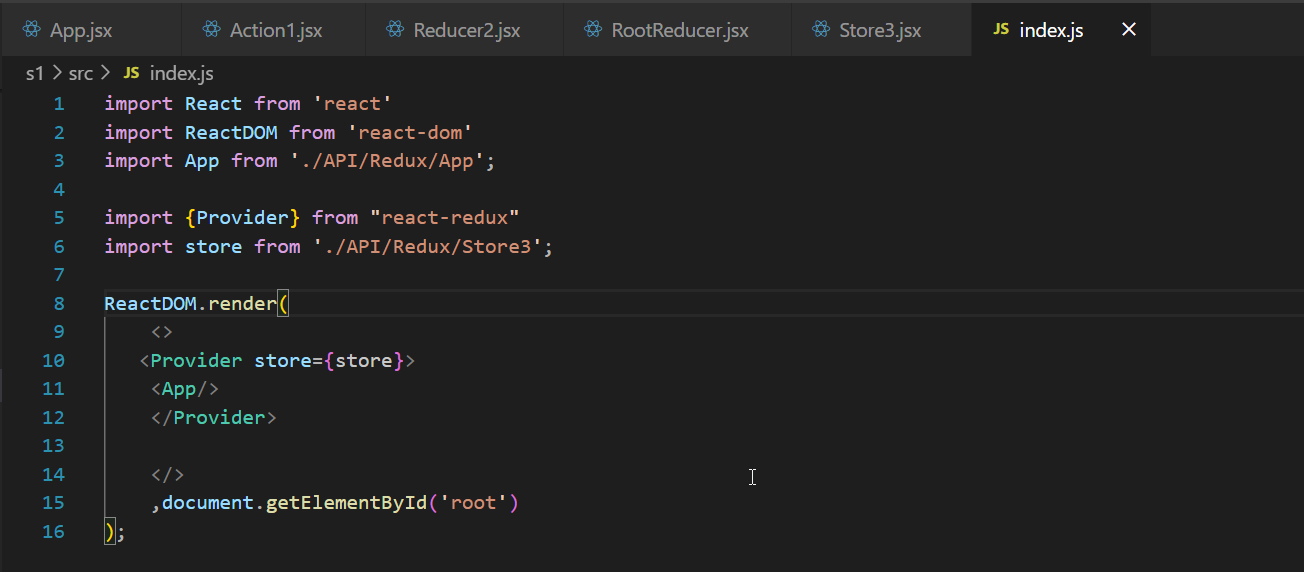 App.jsx Action1.jsx Reducer2.jsx RootReducer.jsx Store3.jsx JS index.js
s1 > src > JS index.js
1 import React from 'react'
2 import ReactDOM from 'react-dom'
3 import App from './API/Redux/App';
4
5 import {Provider} from "react-redux"
6 import store from './API/Redux/Store3';
7
8 ReactDOM.render(
9 <>
10 <Provider store={store}>
11 <App/>
12 </Provider>
13
14 </>
15 ,document.getElementById('root')
16 );